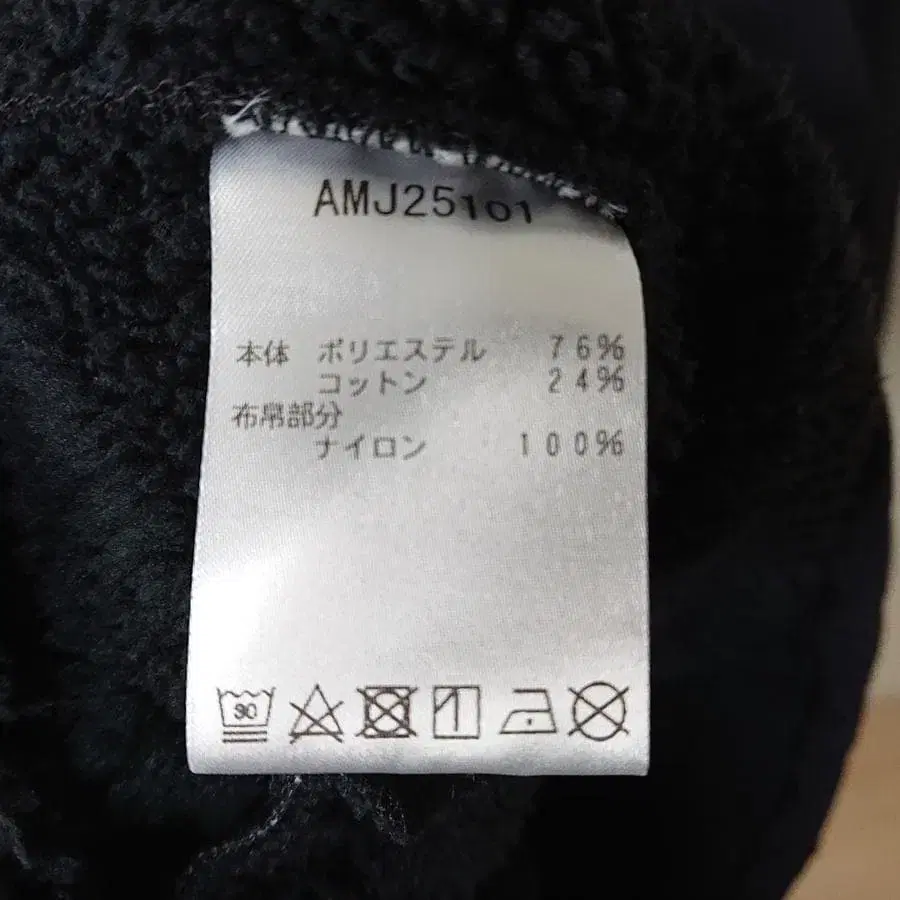 AMJ25101
本体 ポリエステル 76%
コットン 24%
布帛部分
ナイロン 100%
30